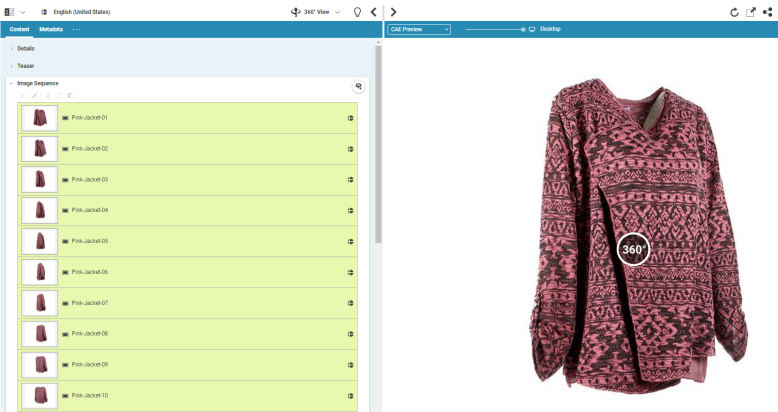 English (United States)
360° View
Content
Metadata
CAE Preview
Desktop
Details
Teaser
Image Sequence
Pink-Jacket-01
Pink-Jacket-02
Pink-Jacket-03
Pink-Jacket-04
Pink-Jacket-05
Pink-Jacket-06
Pink-Jacket-07
Pink-Jacket-08
Pink-Jacket-09
Pink-Jacket-10
360°